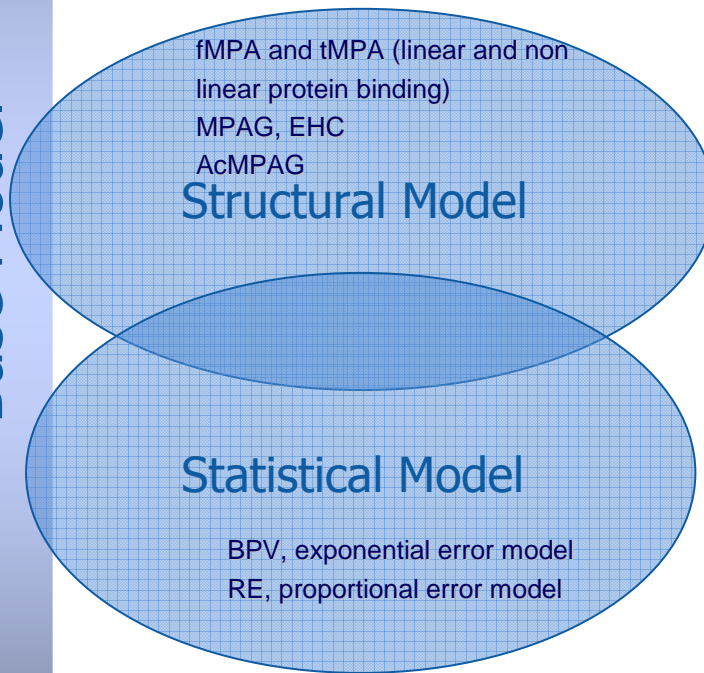 fMPA and tMPA (linear and non
linear protein binding)
MPAG, EHC
AcMPAG
Structural Model
Statistical Model
BPV, exponential error model
RE, proportional error model